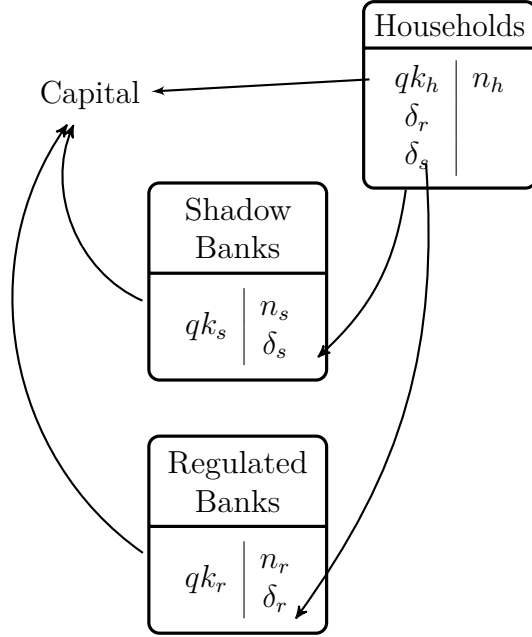 Households
Capital
qk_h n_h
δ_r
δ_s
Shadow
Banks
qk_s n_s
δ_s
Regulated
Banks
qk_r n_r
δ_r